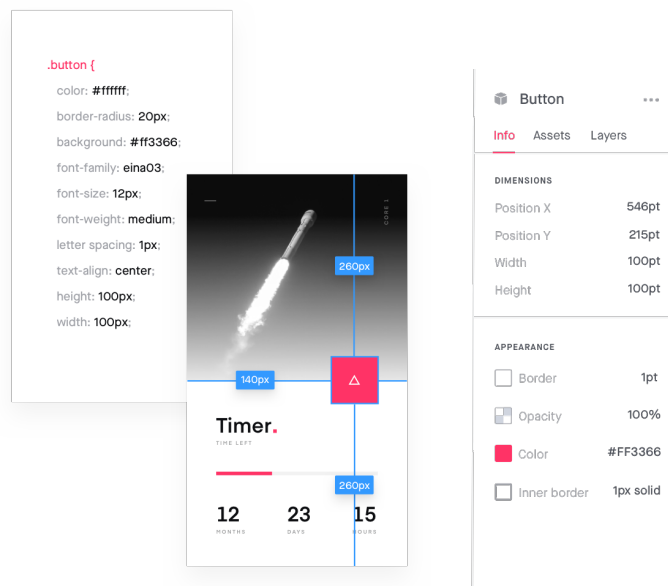 .button {
color: #ffffff;
border-radius: 20px;
background: #ff3366;
font-family: eina03;
font-size: 12px;
font-weight: medium;
letter spacing: 1px;
text-align: center;
height: 100px;
width: 100px;
CORE 1
260px
140px
Timer.
TIME LEFT
260px
12
MONTHS
23
DAYS
15
HOURS
Button
Info Assets Layers
DIMENSIONS
Position X 546pt
Position Y 215pt
Width 100pt
Height 100pt
APPEARANCE
Border 1pt
Opacity 100%
Color #FF3366
Inner border 1px solid